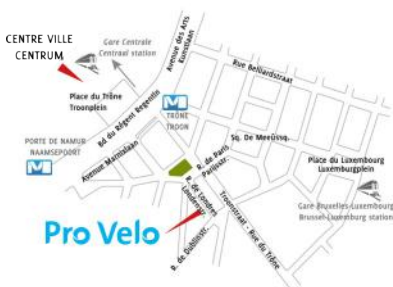 CENTRE VILLE
CENTRUM
Gare Centrale
Centraal station
Avenue des Arts
Kunstlaan
Rue Belliardstraat
Place du Trône
Troonplein
Bd du Régent Regentln
M
TRÔNE
TROON
PORTE DE NAMUR
NAAMSEPOORT
M
Avenue Marnixlaan
R. de Paris
Parijsstr.
Sq. De Meeûssq.
Place du Luxembourg
Luxemburgplein
Gare Bruxelles-Luxembourg
Brussel-Luxemburg station
R. de Londres
Londenstr.
Troonstraat - Rue du Trône
Pro Velo
R. de Dublinstr.